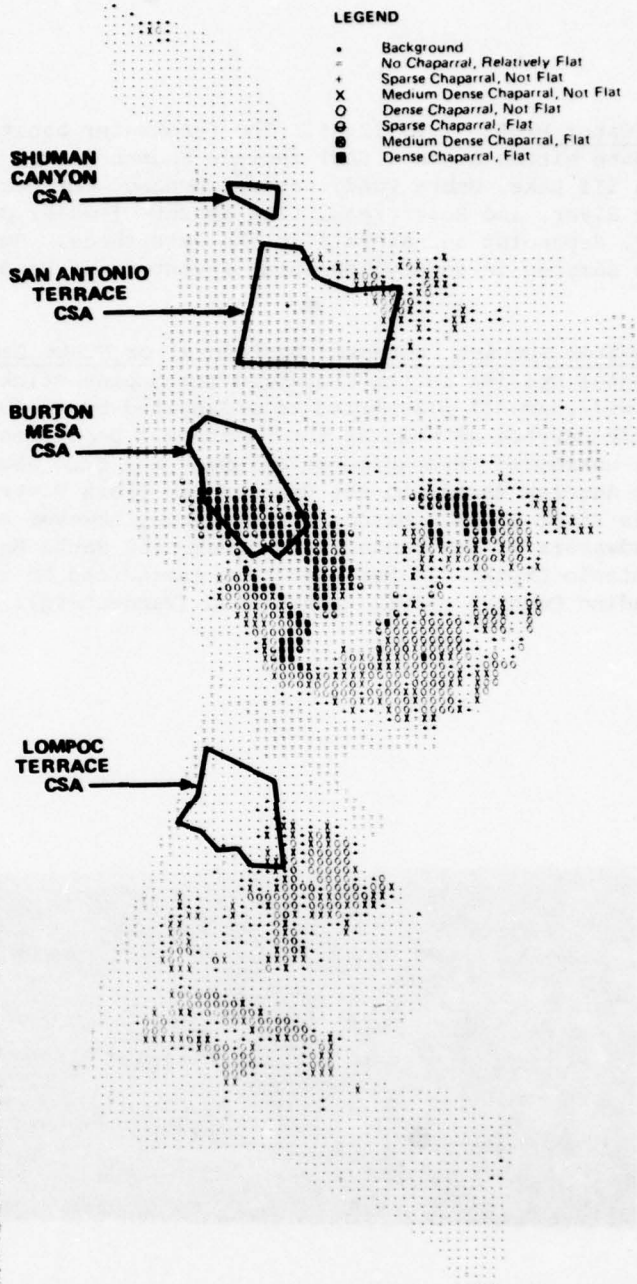 LEGEND
• Background
= No Chaparral, Relatively Flat
+ Sparse Chaparral, Not Flat
X Medium Dense Chaparral, Not Flat
O Dense Chaparral, Not Flat
Sparse Chaparral, Flat
Medium Dense Chaparral, Flat
■ Dense Chaparral, Flat
SHUMAN
CANYON
CSA
SAN ANTONIO
TERRACE
CSA
BURTON
MESA
CSA
LOMPOC
TERRACE
CSA